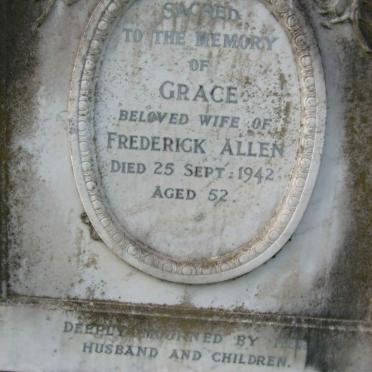 SACRED
TO THE MEMORY
OF
GRACE
BELOVED WIFE OF
FREDERICK ALLEN
DIED 25 SEPT: 1942
AGED 52.
DEEPLY MOURNED BY HER
HUSBAND AND CHILDREN.